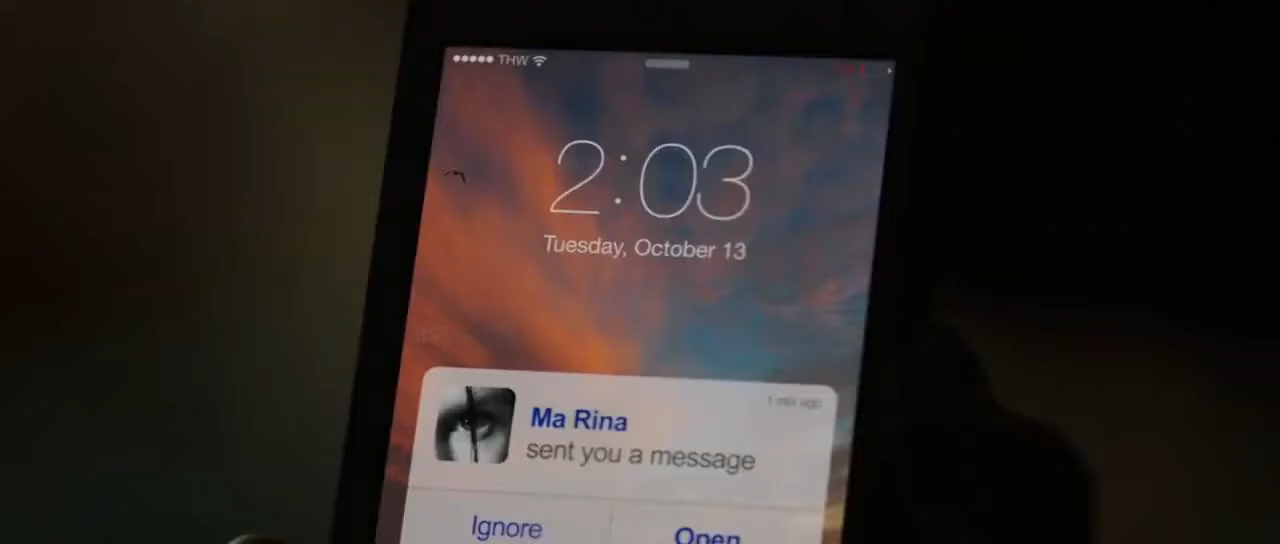 THW
2:03
Tuesday, October 13
1 min ago
Ma Rina
sent you a message
Ignore
Open